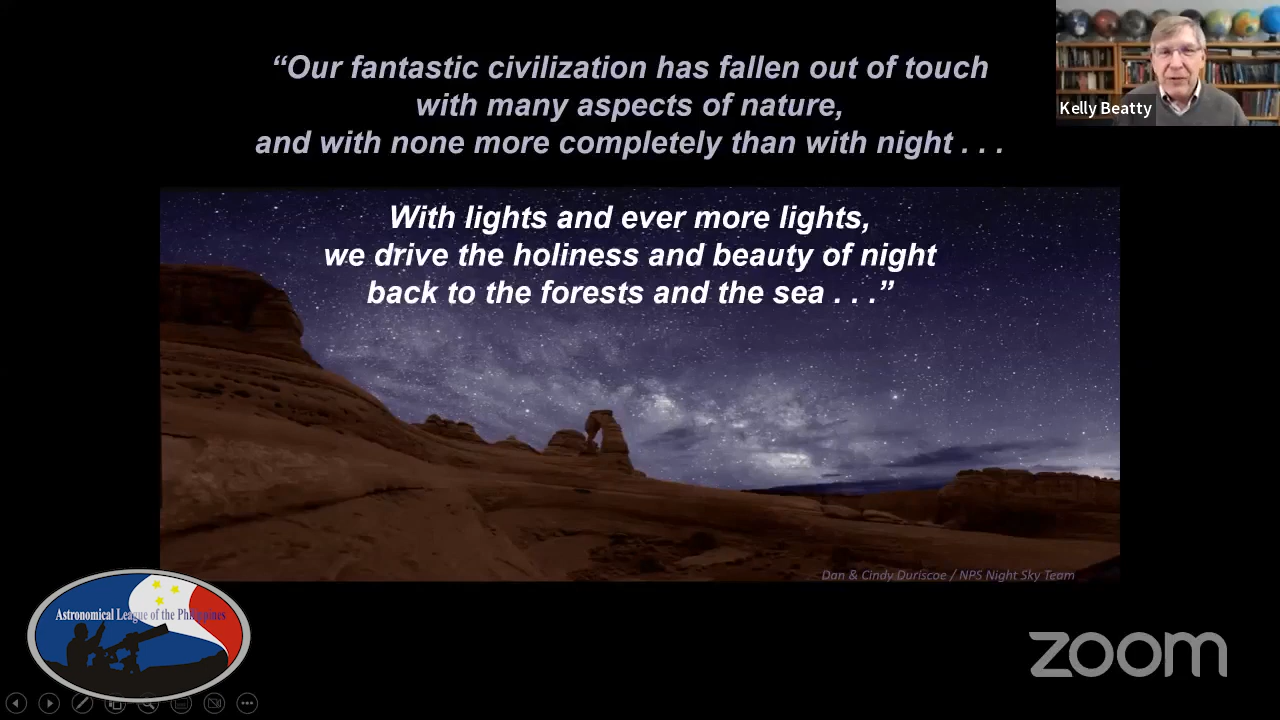 “Our fantastic civilization has fallen out of touch
with many aspects of nature,
and with none more completely than with night . . .
Kelly Beatty
With lights and ever more lights,
we drive the holiness and beauty of night
back to the forests and the sea . . .”
Dan & Cindy Duriscoe / NPS Night Sky Team
Astronomical League of the Philippines
zoom